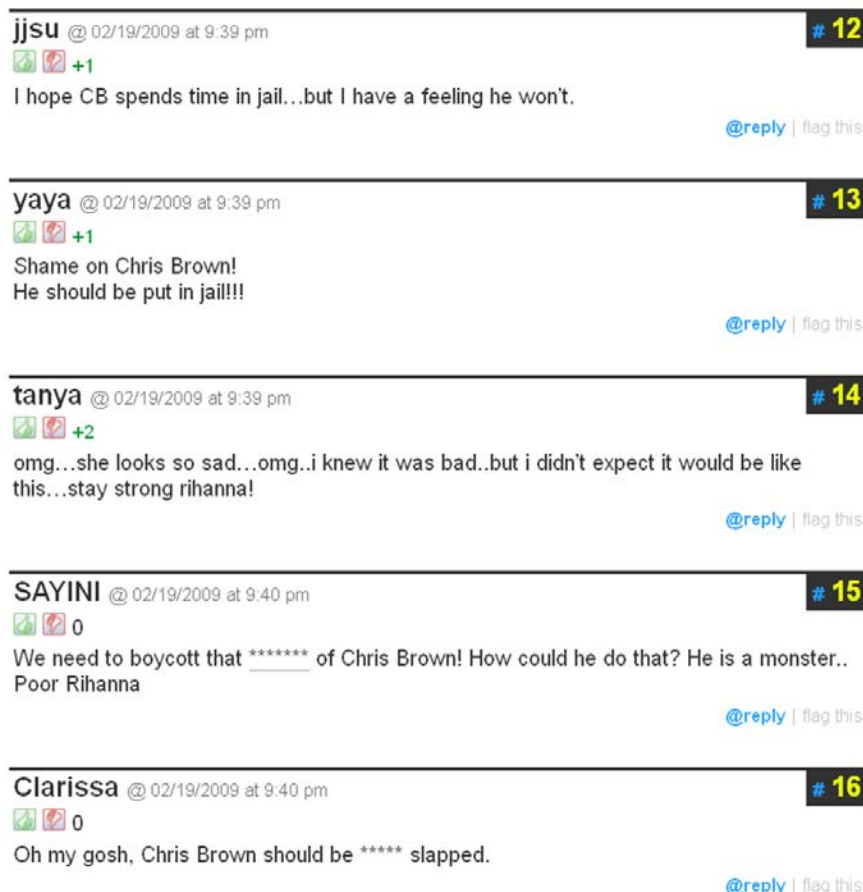 jjsu @ 02/19/2009 at 9:39 pm # 12
+1
I hope CB spends time in jail...but I have a feeling he won't.
@reply | flag this
yaya @ 02/19/2009 at 9:39 pm # 13
+1
Shame on Chris Brown!
He should be put in jail!!!
@reply | flag this
tanya @ 02/19/2009 at 9:39 pm # 14
+2
omg...she looks so sad...omg..i knew it was bad..but i didn't expect it would be like
this...stay strong rihanna!
@reply | flag this
SAYINI @ 02/19/2009 at 9:40 pm # 15
0
We need to boycott that ******* of Chris Brown! How could he do that? He is a monster..
Poor Rihanna
@reply | flag this
Clarissa @ 02/19/2009 at 9:40 pm # 16
0
Oh my gosh, Chris Brown should be ***** slapped.
@reply | flag this